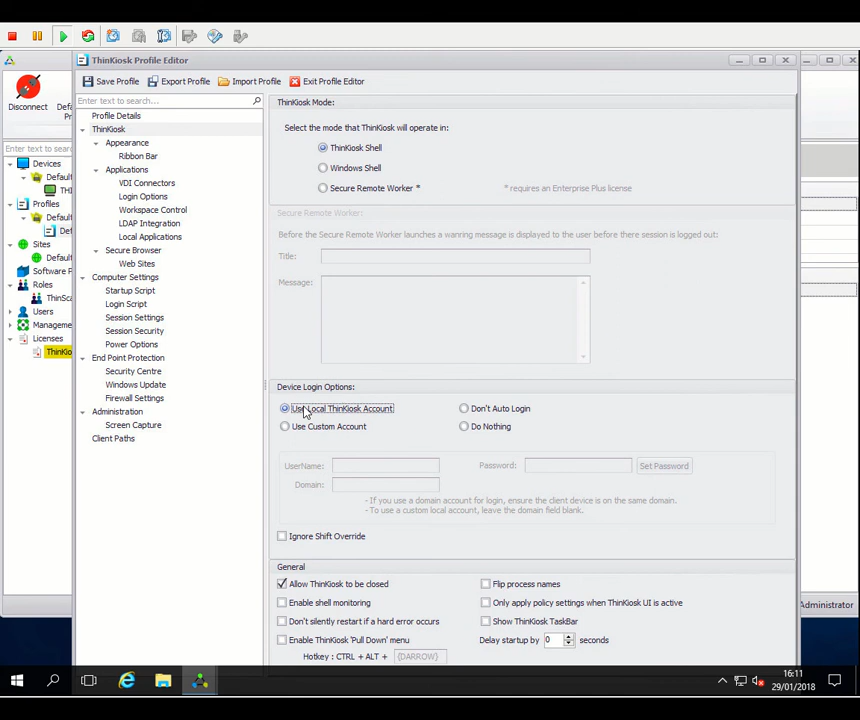 ThinKiosk Profile Editor
Save Profile Export Profile Import Profile Exit Profile Editor
Disconnect
Enter text to search...
Devices
Default
Profiles
Default
Sites
Default
Roles
Users
Licenses
Enter text to search...
Profile Details
ThinKiosk
Appearance
Ribbon Bar
Applications
VDI Connectors
Login Options
Workspace Control
LDAP Integration
Local Applications
Secure Browser
Web Sites
Computer Settings
Startup Script
Login Script
Session Settings
Session Security
Power Options
End Point Protection
Security Centre
Windows Update
Firewall Settings
Administration
Screen Capture
Client Paths
ThinKiosk Mode:
Select the mode that ThinKiosk will operate in:
ThinKiosk Shell
Windows Shell
Secure Remote Worker * * requires an Enterprise Plus license
Secure Remote Worker:
Before the Secure Remote Worker launches a wanring message is displayed to the user before there session is logged out:
Title:
Message:
Device Login Options:
Use Local ThinKiosk Account Don't Auto Login
Use Custom Account Do Nothing
UserName: Password: Set Password
Domain:
- If you use a domain account for login, ensure the client device is on the same domain.
- To use a custom local account, leave the domain field blank.
Ignore Shift Override
General
Allow ThinKiosk to be closed Flip process names
Enable shell monitoring Only apply policy settings when ThinKiosk UI is active
Don't silently restart if a hard error occurs Show ThinKiosk TaskBar
Enable ThinKiosk 'Pull Down' menu Delay startup by 0 seconds
Hotkey : CTRL + ALT + {DARROW}
Administrator
16:11
29/01/2018